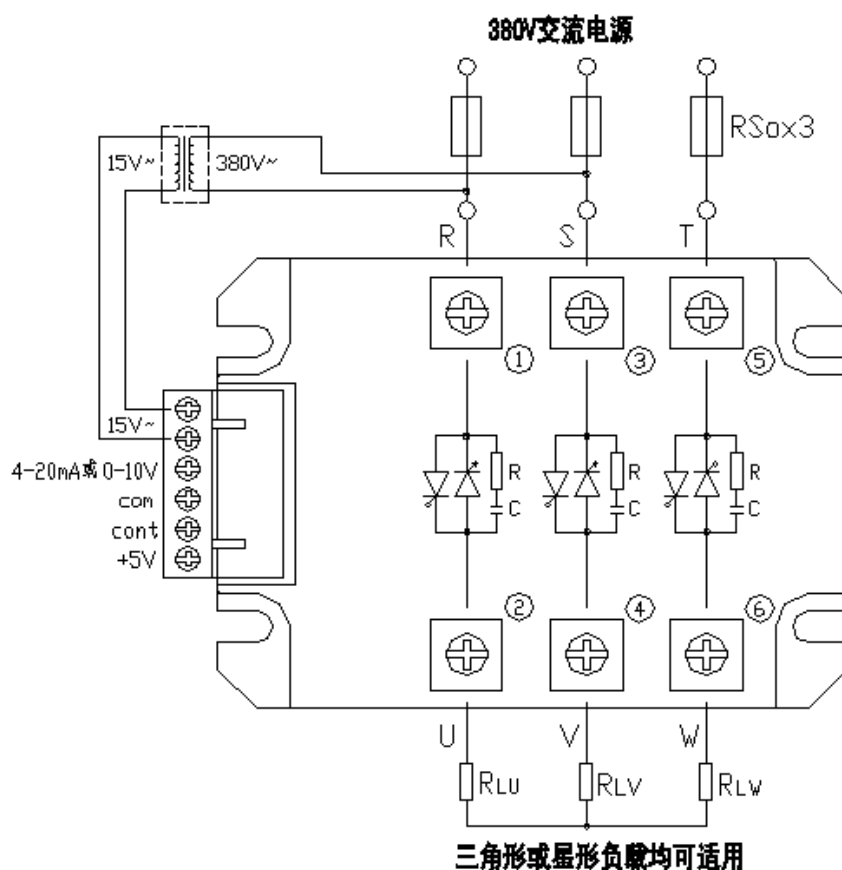 380V交流电源
RSox3
15V~ 380V~
R S T
① ③ ⑤
15V~
4-20mA或0-10V
com
cont
+5V
R R R
C C C
② ④ ⑥
U V W
RLU RLV RLW
三角形或星形负载均可适用